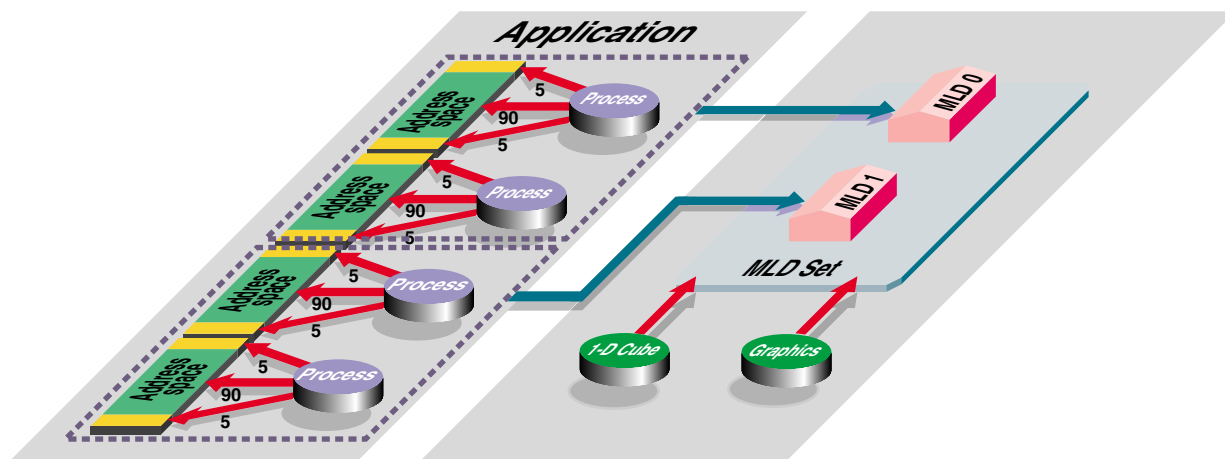 Application
Address
space
5
90
5
Process
Address
space
5
90
5
Process
Address
space
5
90
5
Process
Address
space
5
90
5
Process
MLD 0
MLD 1
MLD Set
1-D Cube
Graphics